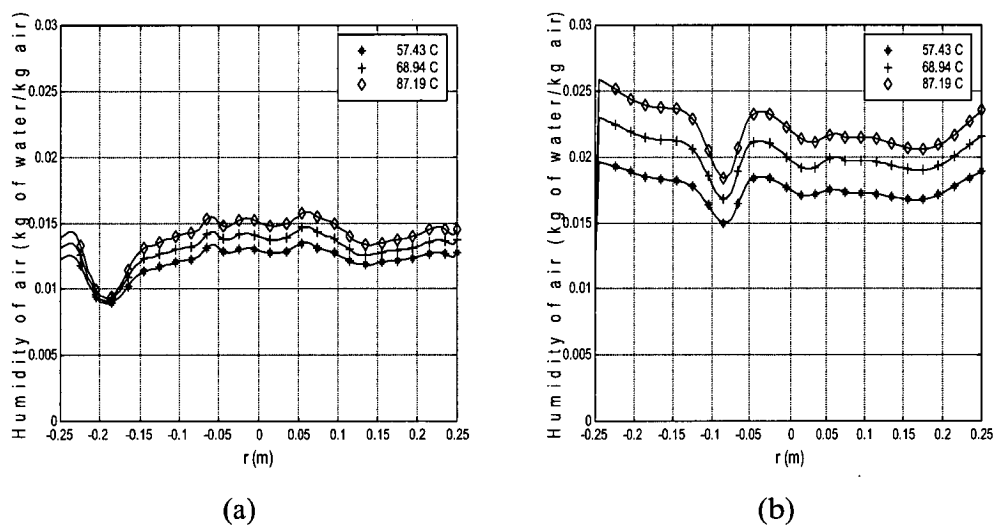 Humidity of air (kg of water/kg air)
0.03
0.025
0.02
0.015
0.01
0.005
0
57.43 C
68.94 C
87.19 C
-0.25 -0.2 -0.15 -0.1 -0.05 0 0.05 0.1 0.15 0.2 0.25
r (m)
(a)
Humidity of air (kg of water/kg air)
0.03
0.025
0.02
0.015
0.01
0.005
0
57.43 C
68.94 C
87.19 C
-0.25 -0.2 -0.15 -0.1 -0.05 0 0.05 0.1 0.15 0.2 0.25
r (m)
(b)